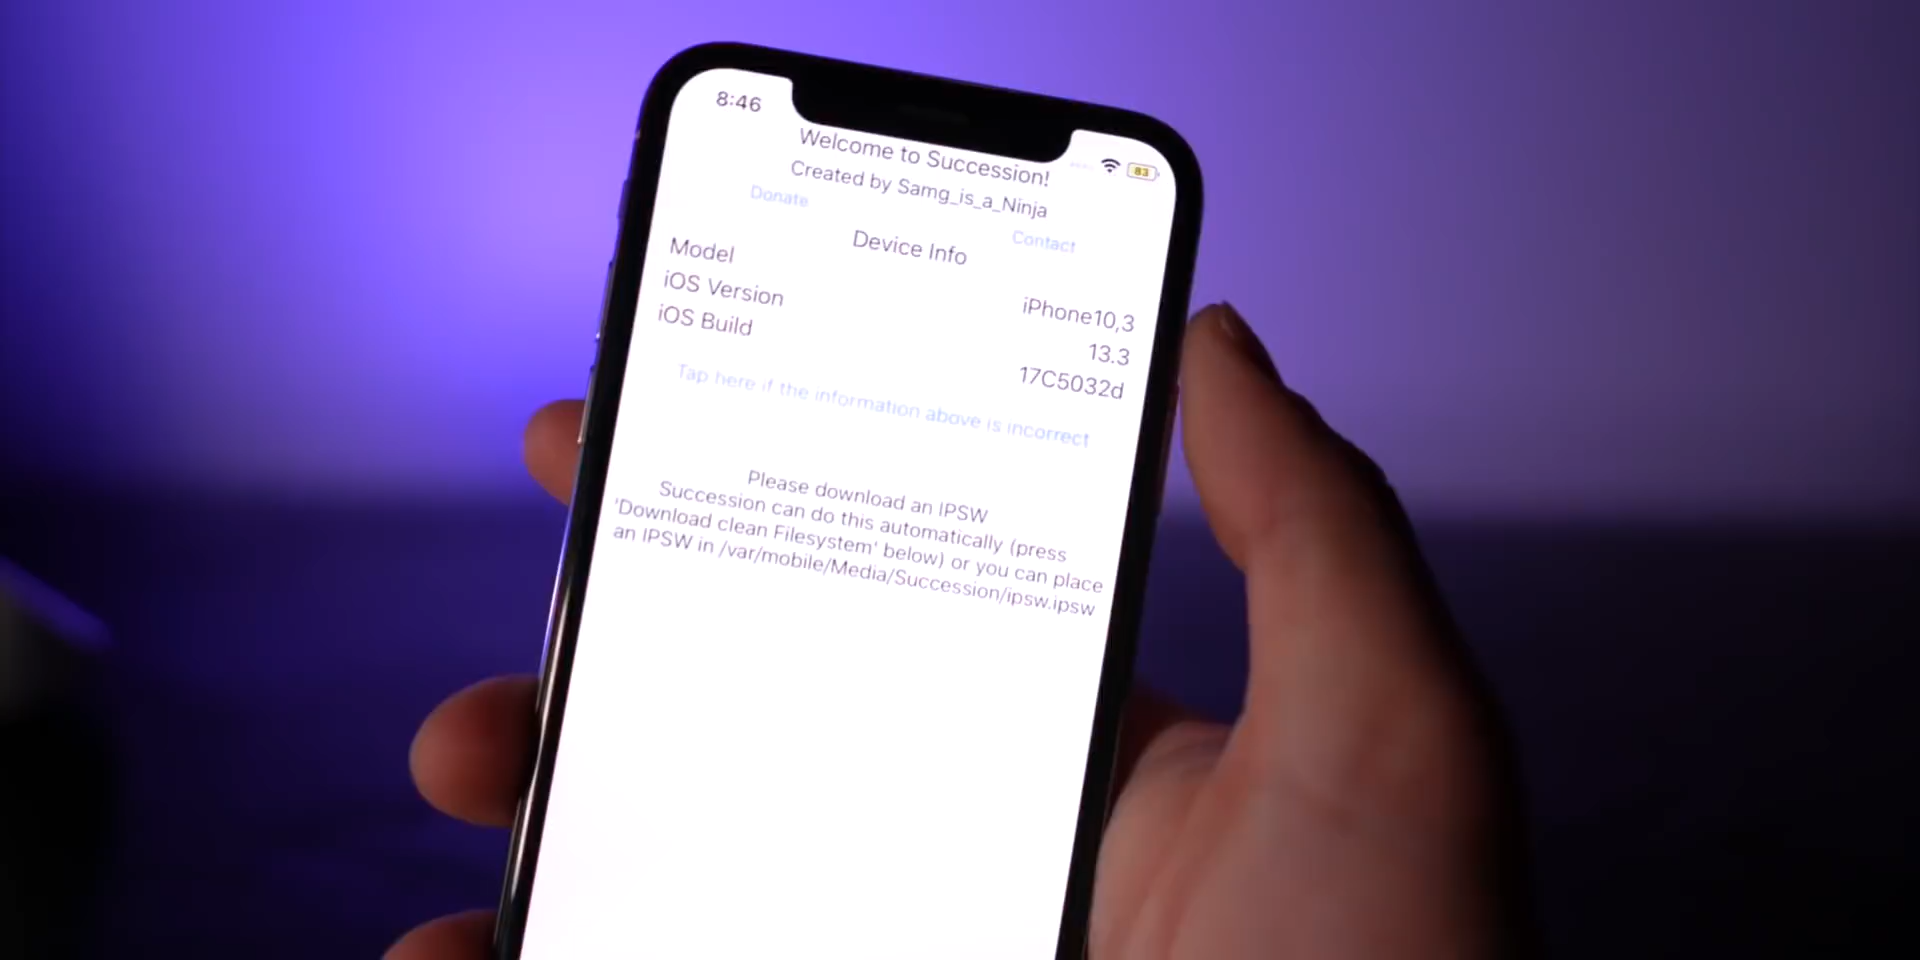 8:46
83
Welcome to Succession!
Created by Samg_is_a_Ninja
Donate
Contact
Device Info
Model
iPhone10,3
iOS Version
13.3
iOS Build
17C5032d
Tap here if the information above is incorrect
Please download an IPSW
Succession can do this automatically (press
'Download clean Filesystem' below) or you can place
an IPSW in /var/mobile/Media/Succession/ipsw.ipsw